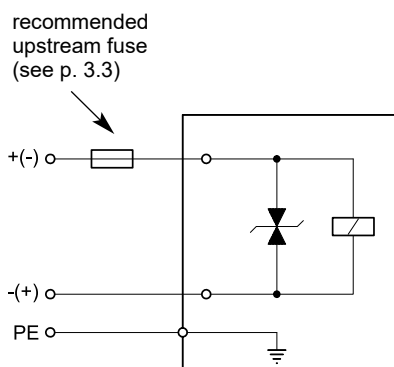 recommended
upstream fuse
(see p. 3.3)
+(-)
-(+)
PE